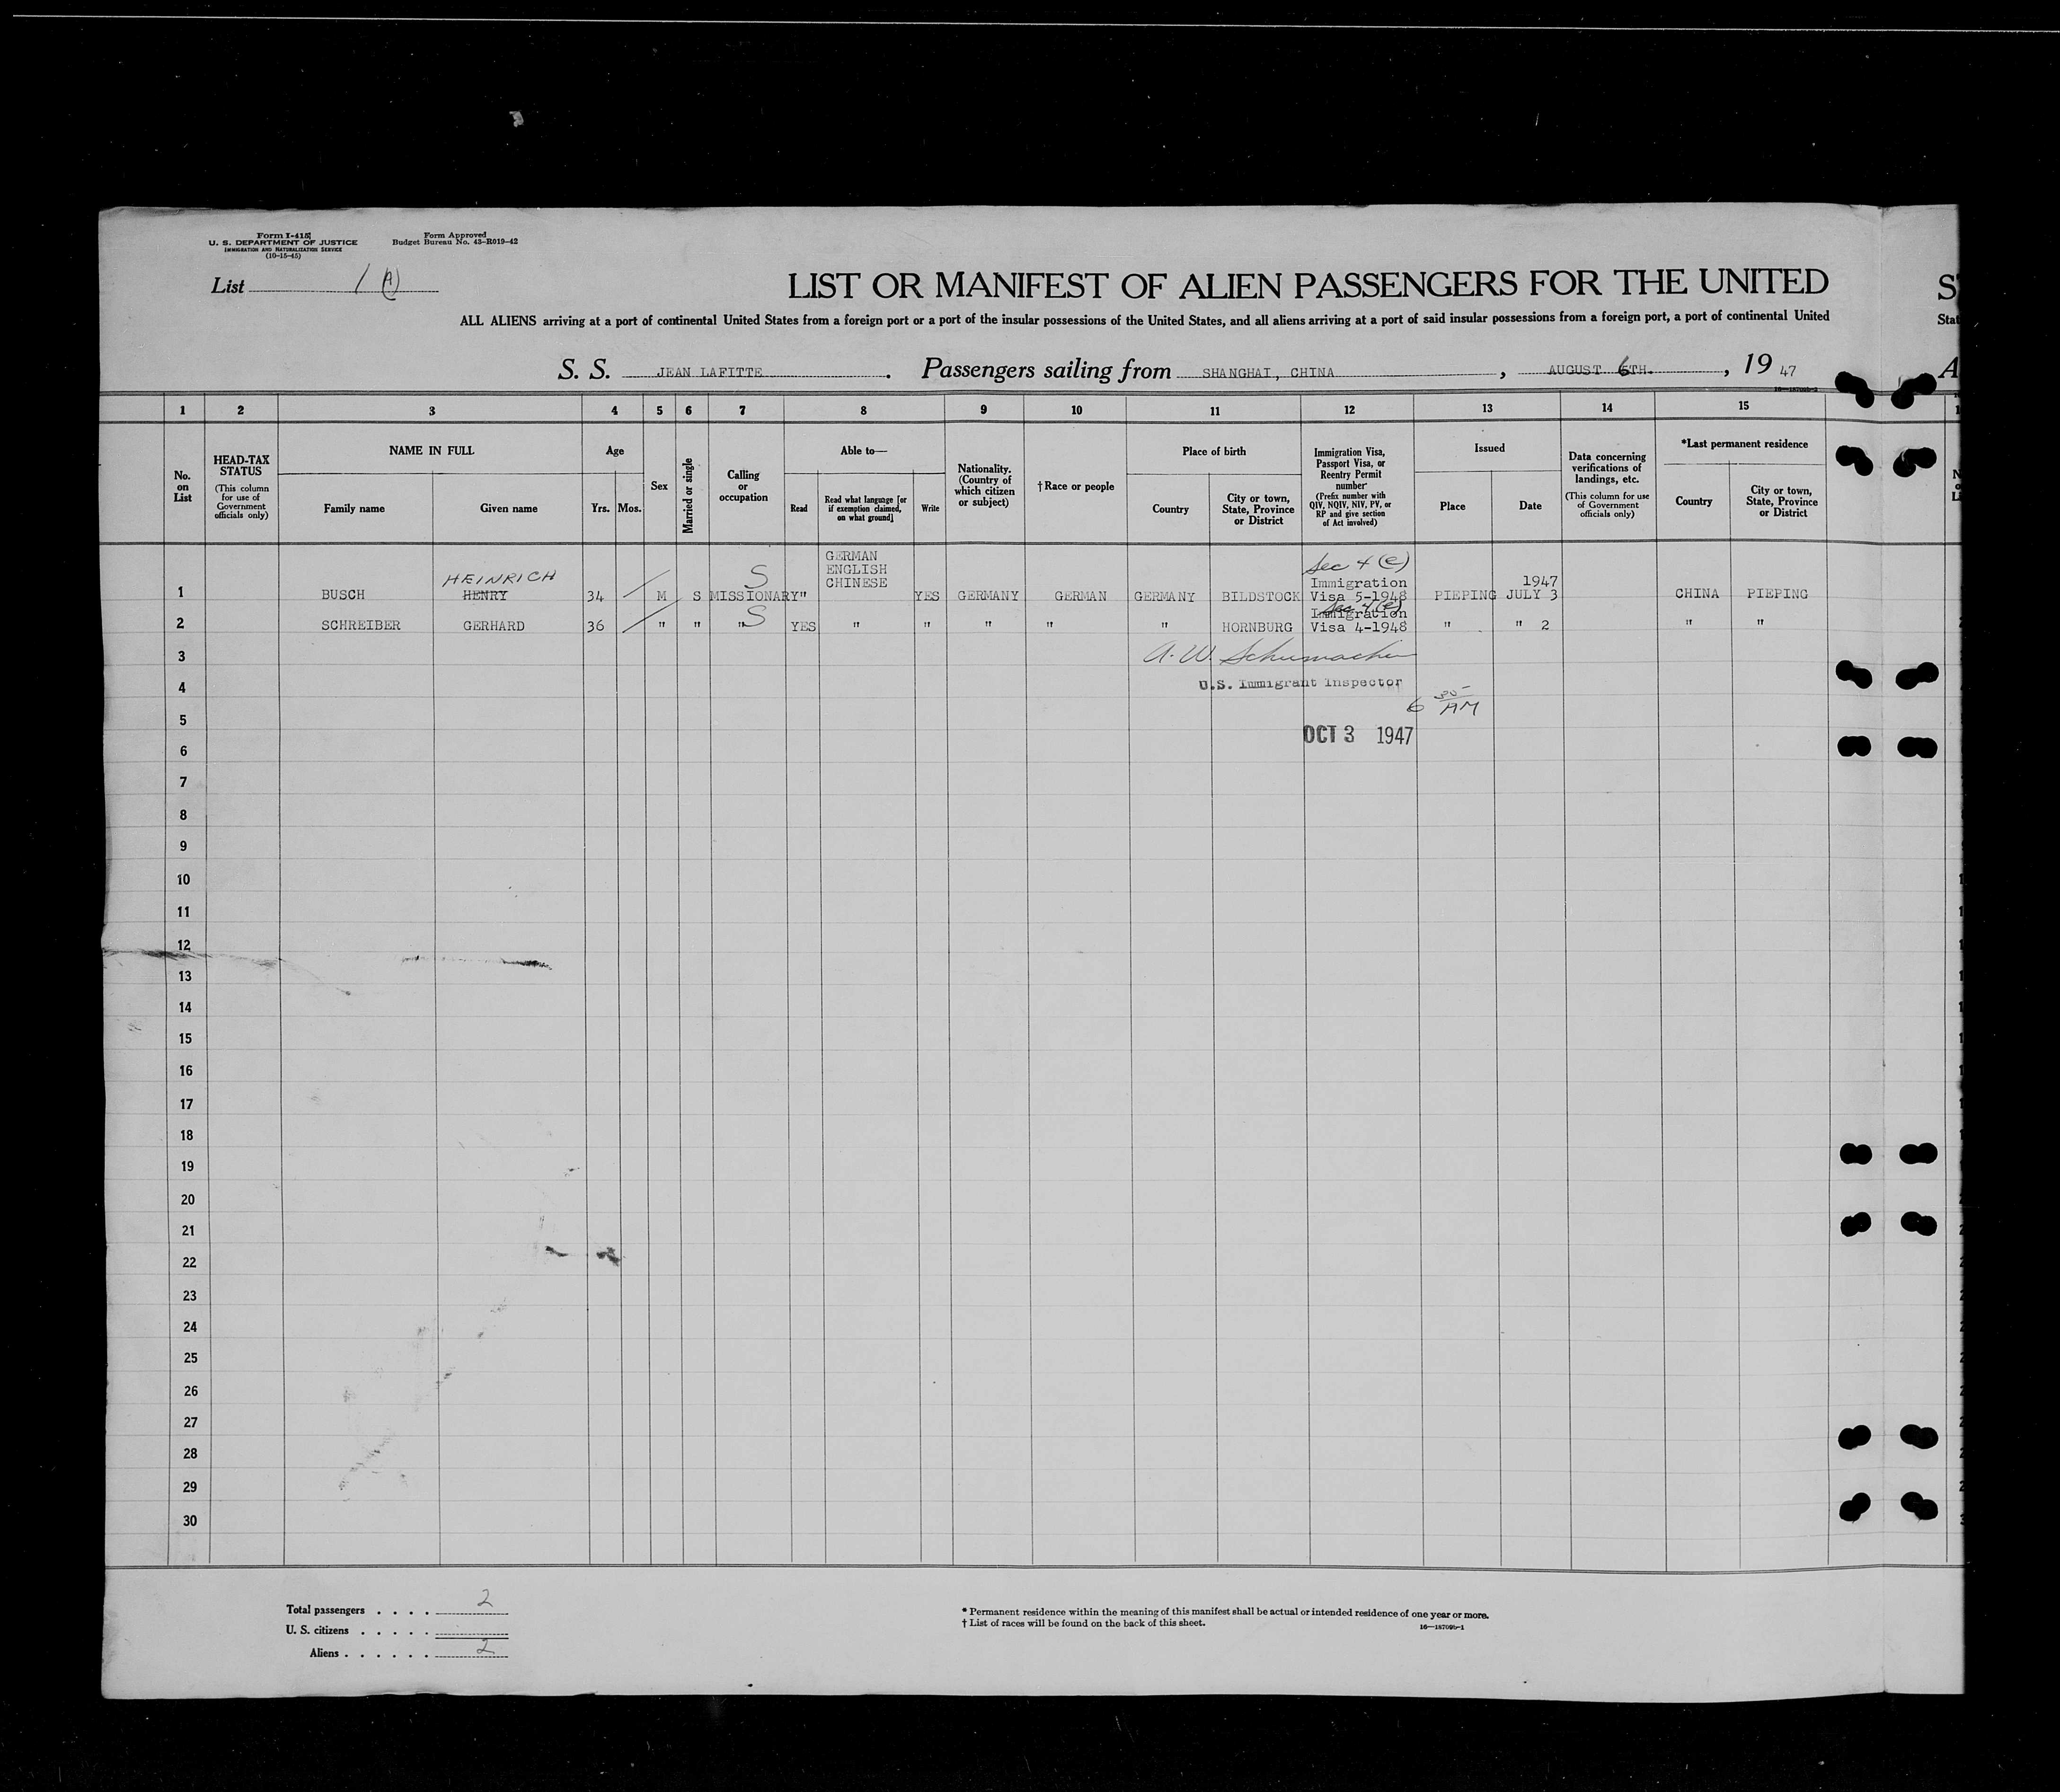 Form I-415
U. S. DEPARTMENT OF JUSTICE
IMMIGRATION AND NATURALIZATION SERVICE
(10-15-45)
Form Approved
Budget Bureau No. 43-R019-42
List 1 (A)
LIST OR MANIFEST OF ALIEN PASSENGERS FOR THE UNITED
S
ALL ALIENS arriving at a port of continental United States from a foreign port or a port of the insular possessions of the United States, and all aliens arriving at a port of said insular possessions from a foreign port, a port of continental United
Stat
S. S. JEAN LAFITTE. Passengers sailing from SHANGHAI, CHINA, AUGUST 6TH., 19 47
A
1 2 3 4 5 6 7 8 9 10 11 12 13 14 15
No. on List
HEAD-TAX STATUS
(This column for use of Government officials only)
NAME IN FULL
Family name
Given name
Age
Yrs.
Mos.
Sex
Married or single
Calling or occupation
Able to—
Read
Read what language [or if exemption claimed, on what ground]
Write
Nationality. (Country of which citizen or subject)
†Race or people
Place of birth
Country
City or town, State, Province or District
Immigration Visa, Passport Visa, or Reentry Permit number
(Prefix number with QIV, NQIV, NIV, PV, or RP and give section of Act involved)
Issued
Place
Date
Data concerning verifications of landings, etc.
(This column for use of Government officials only)
*Last permanent residence
Country
City or town, State, Province or District
GERMAN
ENGLISH
CHINESE
Sec 4 (e)
HEINRICH S Immigration 1947
1 BUSCH HENRY 34 M S MISSIONARY " YES GERMANY GERMAN GERMANY BILDSTOCK Visa 5-1948 PIEPING JULY 3 CHINA PIEPING
S Sec 4 (e)
Immigration
2 SCHREIBER GERHARD 36 " " " YES " " " " " HORNBURG Visa 4-1948 " " 2 " "
3 A. W. Schumacher
4 U.S. Immigrant Inspector
6 AM
5
OCT 3 1947
6
7
8
9
10
11
12
13
14
15
16
17
18
19
20
21
22
23
24
25
26
27
28
29
30
Total passengers . . . . 2
U. S. citizens . . . . .
Aliens . . . . . . 2
* Permanent residence within the meaning of this manifest shall be actual or intended residence of one year or more.
† List of races will be found on the back of this sheet.
16—18709b-1